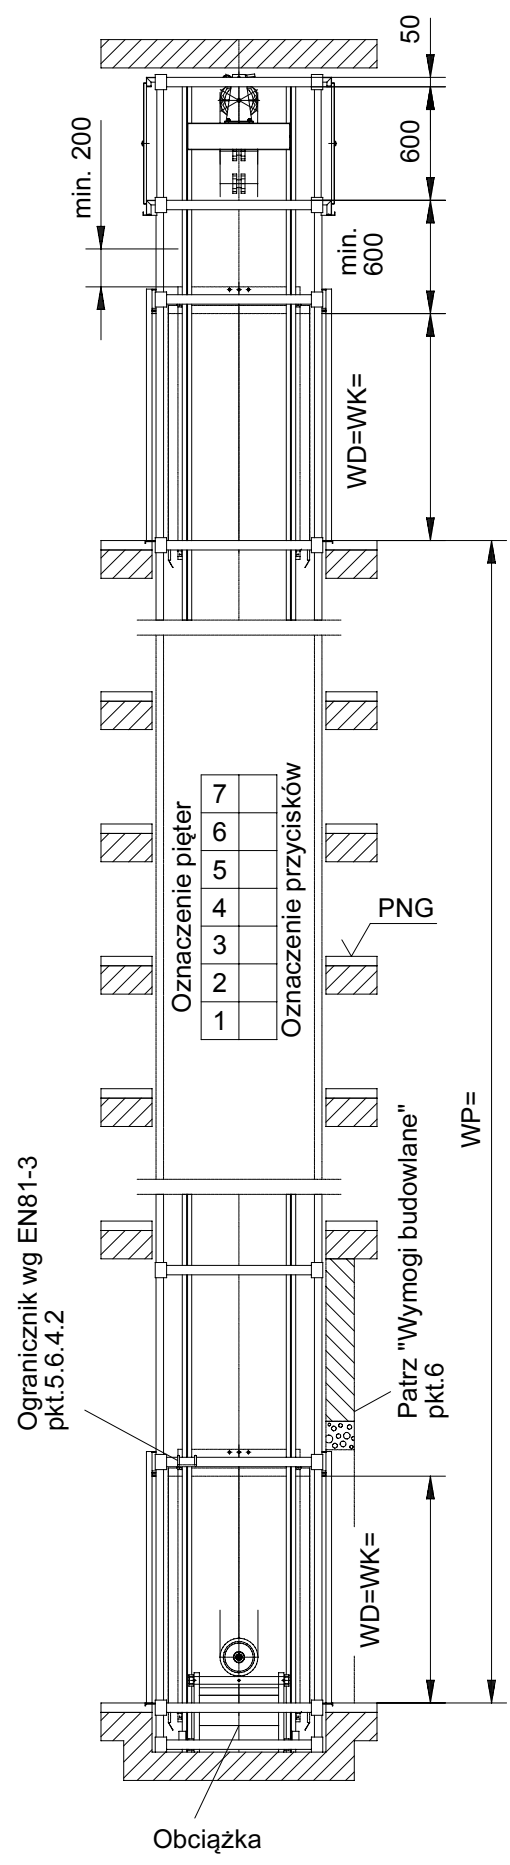 50
600
min. 200
min.
600
WD=WK=
Oznaczenie pięter
7
6
5
4
3
2
1
Oznaczenie przycisków
PNG
WP=
Ogranicznik wg EN81-3
pkt.5.6.4.2
Patrz "Wymogi budowlane"
pkt.6
WD=WK=
Obciążka